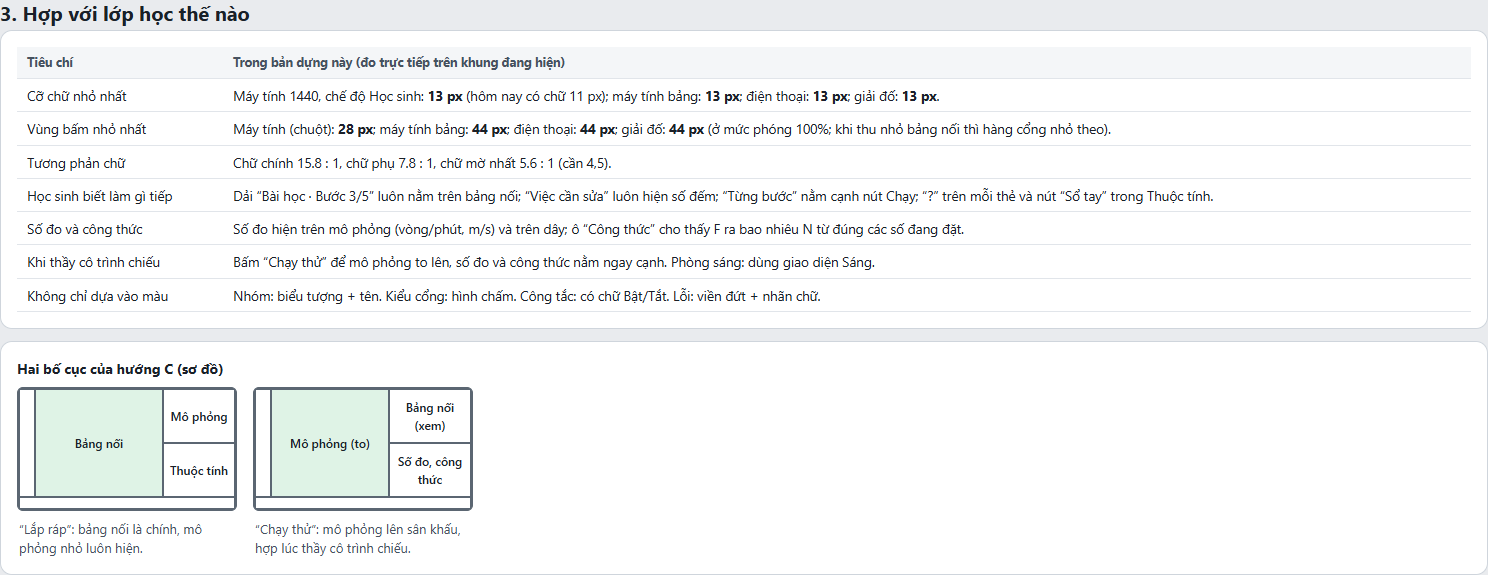 3. Hợp với lớp học thế nào
Tiêu chí Trong bản dựng này (đo trực tiếp trên khung đang hiện)
Cỡ chữ nhỏ nhất Máy tính 1440, chế độ Học sinh: 13 px (hôm nay có chữ 11 px); máy tính bảng: 13 px; điện thoại: 13 px; giải đố: 13 px.
Vùng bấm nhỏ nhất Máy tính (chuột): 28 px; máy tính bảng: 44 px; điện thoại: 44 px; giải đố: 44 px (ở mức phóng 100%; khi thu nhỏ bảng nối thì hàng cổng nhỏ theo).
Tương phản chữ Chữ chính 15.8 : 1, chữ phụ 7.8 : 1, chữ mờ nhất 5.6 : 1 (cần 4,5).
Học sinh biết làm gì tiếp Dải “Bài học · Bước 3/5” luôn nằm trên bảng nối; “Việc cần sửa” luôn hiện số đếm; “Từng bước” nằm cạnh nút Chạy; “?” trên mỗi thẻ và nút “Sổ tay” trong Thuộc tính.
Số đo và công thức Số đo hiện trên mô phỏng (vòng/phút, m/s) và trên dây; ô “Công thức” cho thấy F ra bao nhiêu N từ đúng các số đang đặt.
Khi thầy cô trình chiếu Bấm “Chạy thử” để mô phỏng to lên, số đo và công thức nằm ngay cạnh. Phòng sáng: dùng giao diện Sáng.
Không chỉ dựa vào màu Nhóm: biểu tượng + tên. Kiểu cổng: hình chấm. Công tắc: có chữ Bật/Tắt. Lỗi: viền đứt + nhãn chữ.
Hai bố cục của hướng C (sơ đồ)
Bảng nối
Mô phỏng
Thuộc tính
Mô phỏng (to)
Bảng nối
(xem)
Số đo, công
thức
“Lắp ráp”: bảng nối là chính, mô
phỏng nhỏ luôn hiện.
“Chạy thử”: mô phỏng lên sân khấu,
hợp lúc thầy cô trình chiếu.